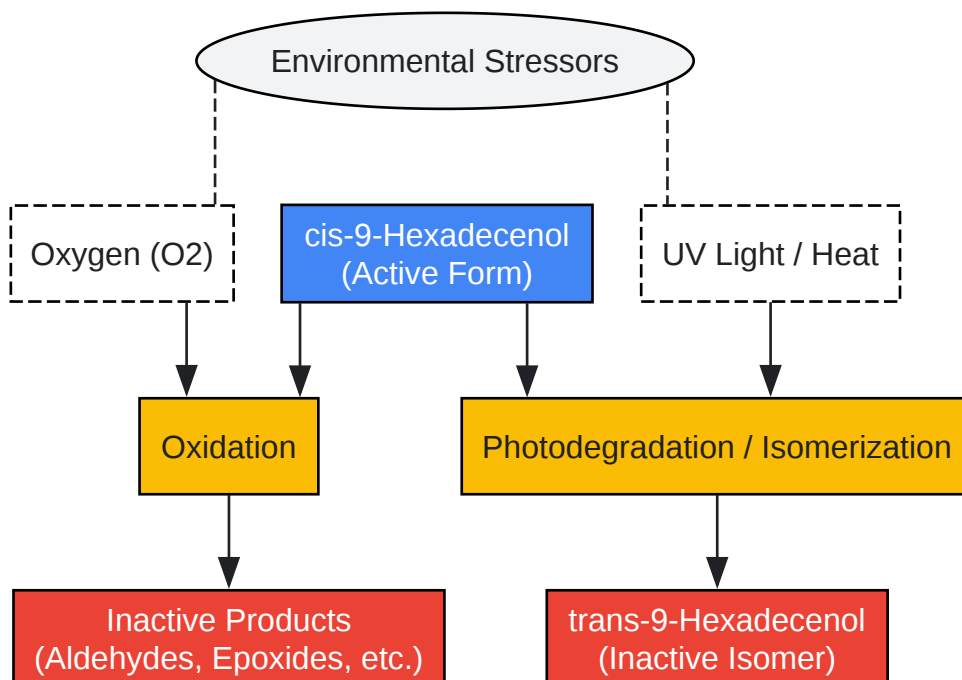 Environmental Stressors
Oxygen (O2)
cis-9-Hexadecenol
(Active Form)
UV Light / Heat
Oxidation
Photodegradation / Isomerization
Inactive Products
(Aldehydes, Epoxides, etc.)
trans-9-Hexadecenol
(Inactive Isomer)